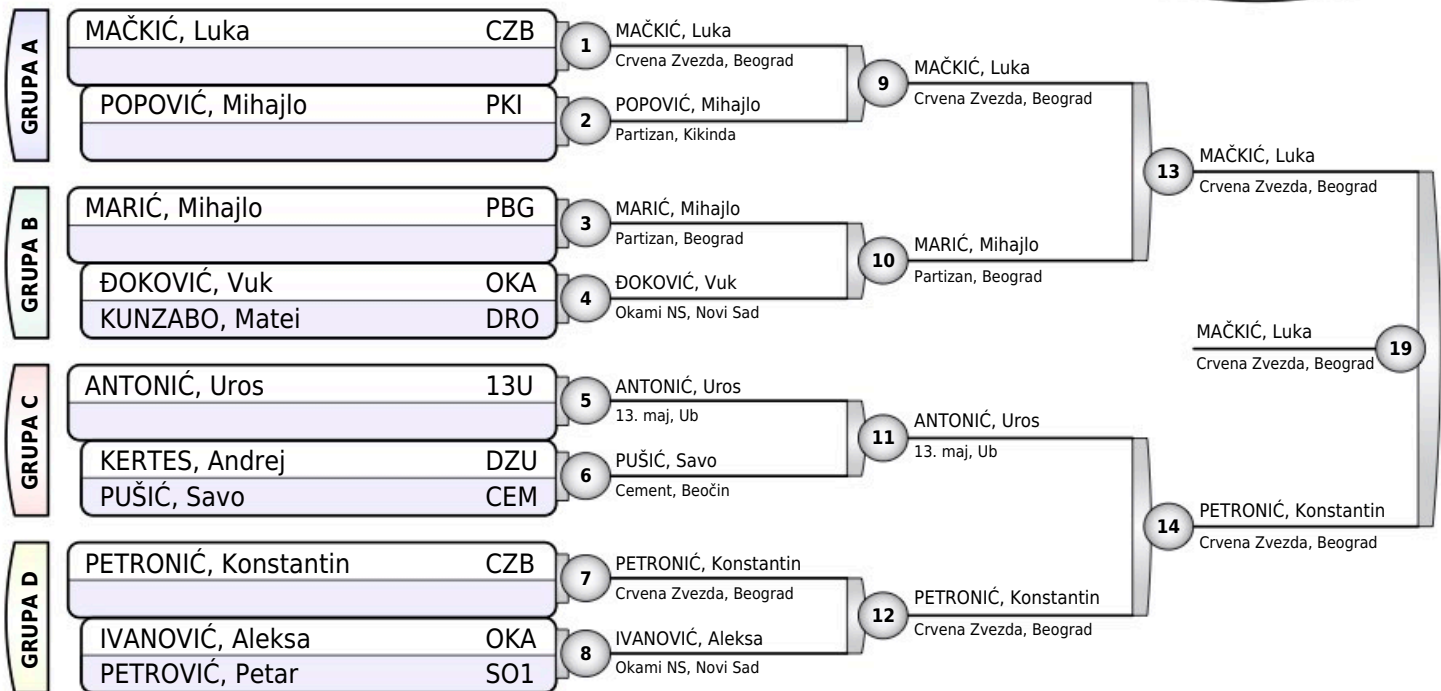 GRUPA A
MAČKIĆ, Luka CZB
POPOVIĆ, Mihajlo PKI
GRUPA B
MARIĆ, Mihajlo PBG
ĐOKOVIĆ, Vuk OKA
KUNZABO, Matei DRO
GRUPA C
ANTONIĆ, Uros 13U
KERTES, Andrej DZU
PUŠIĆ, Savo CEM
GRUPA D
PETRONIĆ, Konstantin CZB
IVANOVIĆ, Aleksa OKA
PETROVIĆ, Petar SO1
1
MAČKIĆ, Luka
Crvena Zvezda, Beograd
2
POPOVIĆ, Mihajlo
Partizan, Kikinda
3
MARIĆ, Mihajlo
Partizan, Beograd
4
ĐOKOVIĆ, Vuk
Okami NS, Novi Sad
5
ANTONIĆ, Uros
13. maj, Ub
6
PUŠIĆ, Savo
Cement, Beočin
7
PETRONIĆ, Konstantin
Crvena Zvezda, Beograd
8
IVANOVIĆ, Aleksa
Okami NS, Novi Sad
9
MAČKIĆ, Luka
Crvena Zvezda, Beograd
10
MARIĆ, Mihajlo
Partizan, Beograd
11
ANTONIĆ, Uros
13. maj, Ub
12
PETRONIĆ, Konstantin
Crvena Zvezda, Beograd
13
MAČKIĆ, Luka
Crvena Zvezda, Beograd
14
PETRONIĆ, Konstantin
Crvena Zvezda, Beograd
MAČKIĆ, Luka
Crvena Zvezda, Beograd
19